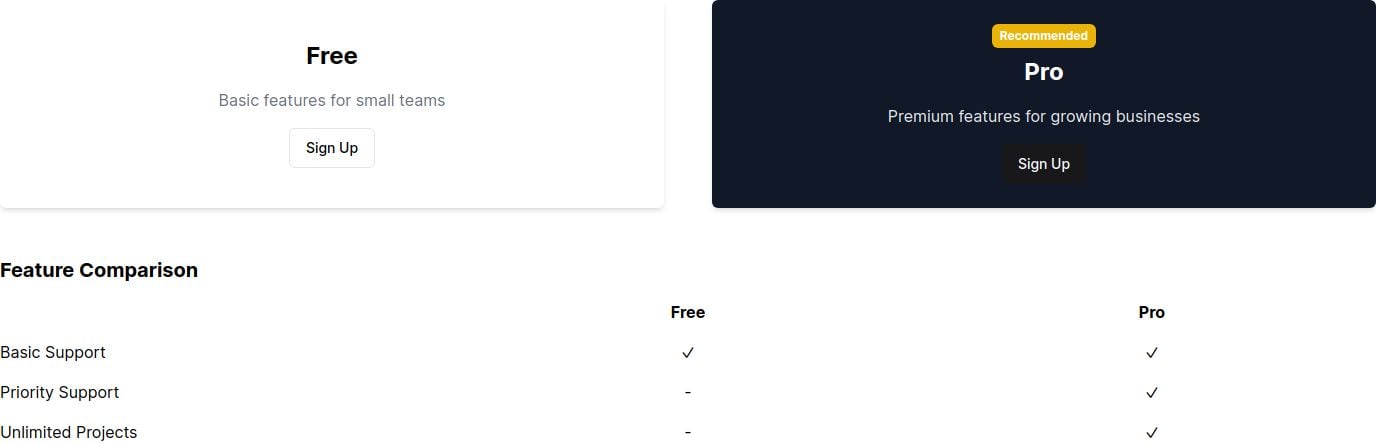 Free
Basic features for small teams
Sign Up
Recommended
Pro
Premium features for growing businesses
Sign Up
Feature Comparison
Free Pro
Basic Support ✓ ✓
Priority Support - ✓
Unlimited Projects - ✓